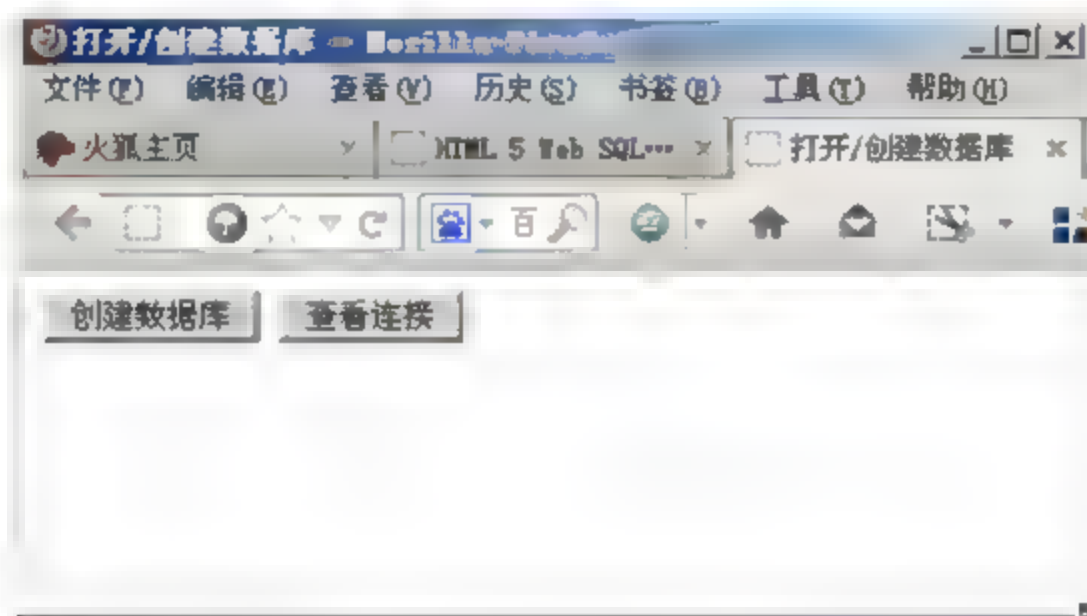 打开/创建数据库 -
文件(F) 编辑(E) 查看(V) 历史(S) 书签(B) 工具(T) 帮助(H)
火狐主页 HTML 5 Web SQL… 打开/创建数据库
百
创建数据库 查看连接